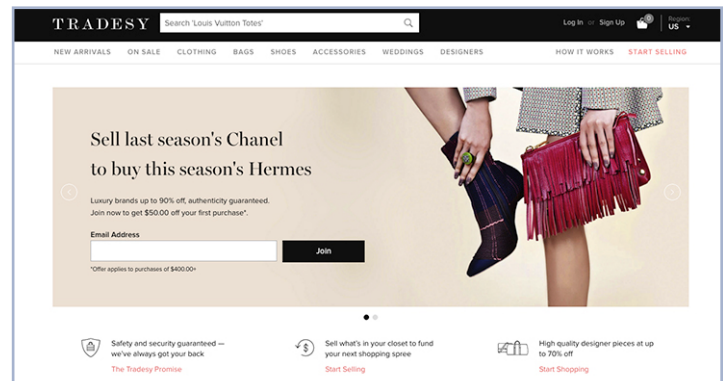 TRADESY
Search 'Louis Vuitton Totes'
Log In or Sign Up
0
Region:
US
NEW ARRIVALS ON SALE CLOTHING BAGS SHOES ACCESSORIES WEDDINGS DESIGNERS HOW IT WORKS START SELLING
Sell last season's Chanel
to buy this season's Hermes
Luxury brands up to 90% off, authenticity guaranteed.
Join now to get $50.00 off your first purchase*.
Email Address
Join
*Offer applies to purchases of $400.00+
Safety and security guaranteed —
we've always got your back
The Tradesy Promise
$
Sell what's in your closet to fund
your next shopping spree
Start Selling
High quality designer pieces at up
to 70% off
Start Shopping